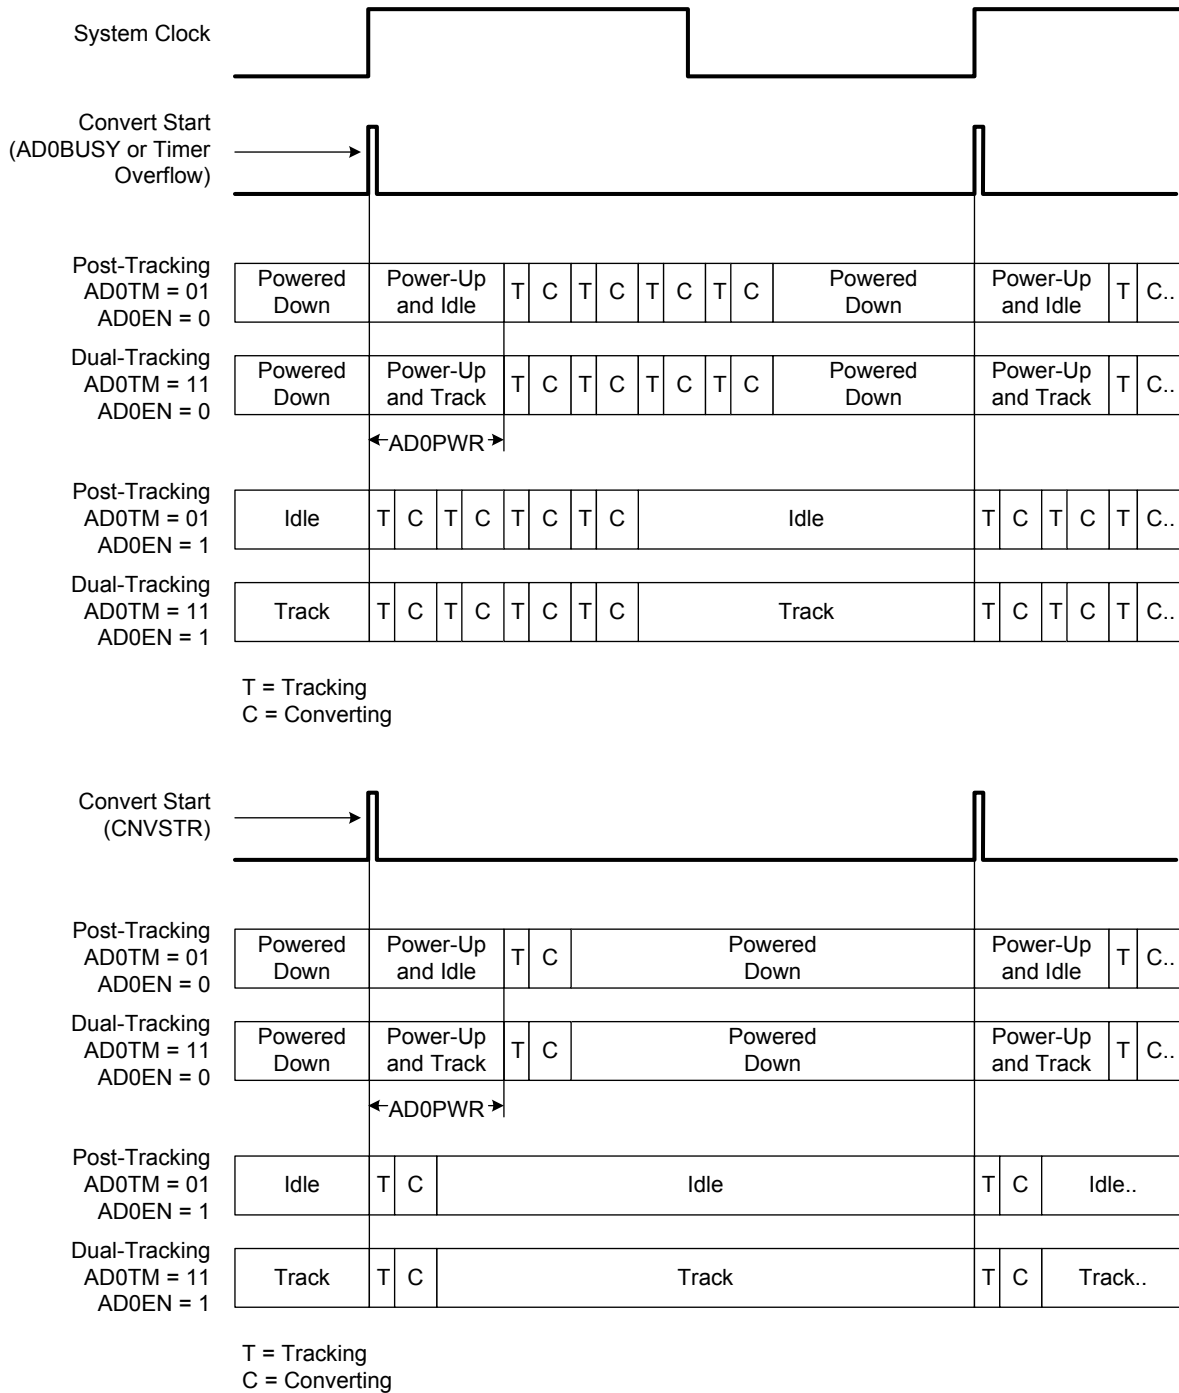 System Clock
Convert Start
(AD0BUSY or Timer
Overflow)
Post-Tracking
AD0TM = 01
AD0EN = 0
Powered
Down
Power-Up
and Idle
T C T C T C T C
Powered
Down
Power-Up
and Idle
T C..
Dual-Tracking
AD0TM = 11
AD0EN = 0
Powered
Down
Power-Up
and Track
T C T C T C T C
Powered
Down
Power-Up
and Track
T C..
AD0PWR
Post-Tracking
AD0TM = 01
AD0EN = 1
Idle T C T C T C T C Idle T C T C T C..
Dual-Tracking
AD0TM = 11
AD0EN = 1
Track T C T C T C T C Track T C T C T C..
T = Tracking
C = Converting
Convert Start
(CNVSTR)
Post-Tracking
AD0TM = 01
AD0EN = 0
Powered
Down
Power-Up
and Idle
T C
Powered
Down
Power-Up
and Idle
T C..
Dual-Tracking
AD0TM = 11
AD0EN = 0
Powered
Down
Power-Up
and Track
T C
Powered
Down
Power-Up
and Track
T C..
AD0PWR
Post-Tracking
AD0TM = 01
AD0EN = 1
Idle T C Idle T C Idle..
Dual-Tracking
AD0TM = 11
AD0EN = 1
Track T C Track T C Track..
T = Tracking
C = Converting